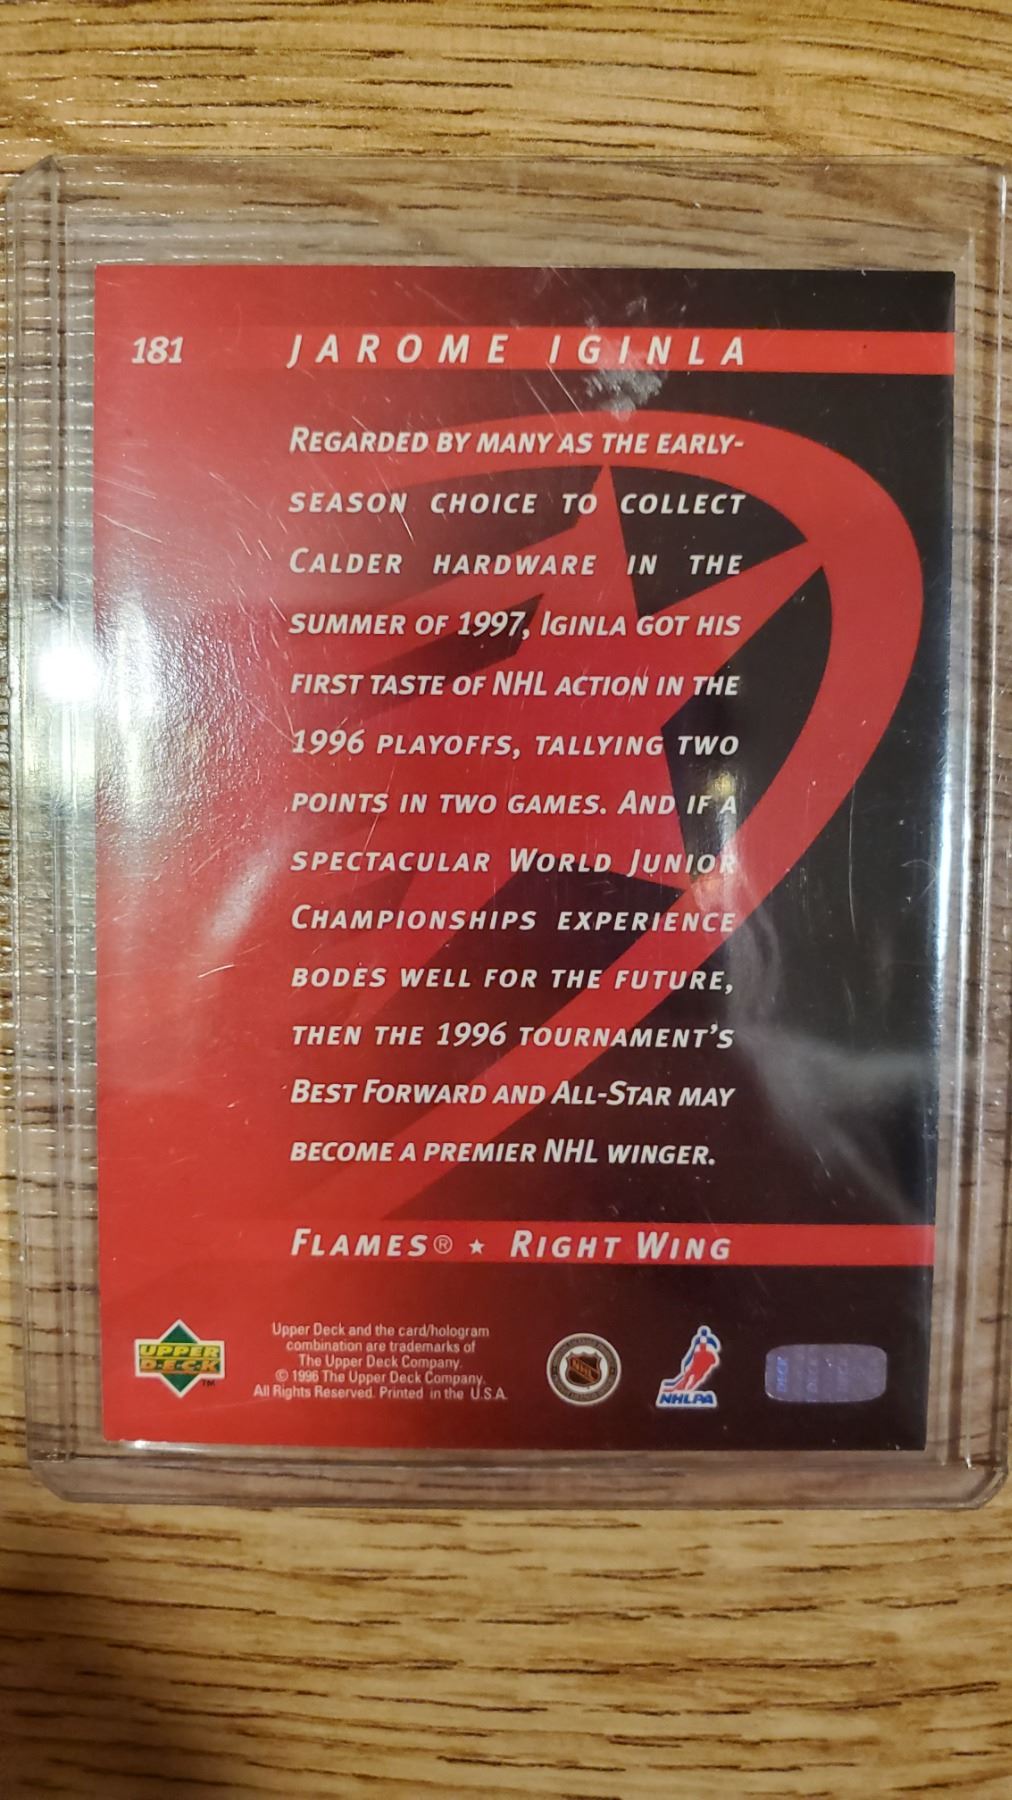 181 JAROME IGINLA
REGARDED BY MANY AS THE EARLY-
SEASON CHOICE TO COLLECT
CALDER HARDWARE IN THE
SUMMER OF 1997, IGINLA GOT HIS
FIRST TASTE OF NHL ACTION IN THE
1996 PLAYOFFS, TALLYING TWO
POINTS IN TWO GAMES. AND IF A
SPECTACULAR WORLD JUNIOR
CHAMPIONSHIPS EXPERIENCE
BODES WELL FOR THE FUTURE,
THEN THE 1996 TOURNAMENT'S
BEST FORWARD AND ALL-STAR MAY
BECOME A PREMIER NHL WINGER.
FLAMES® ★ RIGHT WING
UPPER
DECK
TM
Upper Deck and the card/hologram
combination are trademarks of
The Upper Deck Company.
© 1996 The Upper Deck Company.
All Rights Reserved. Printed in the U.S.A.
NHL
NHLPA